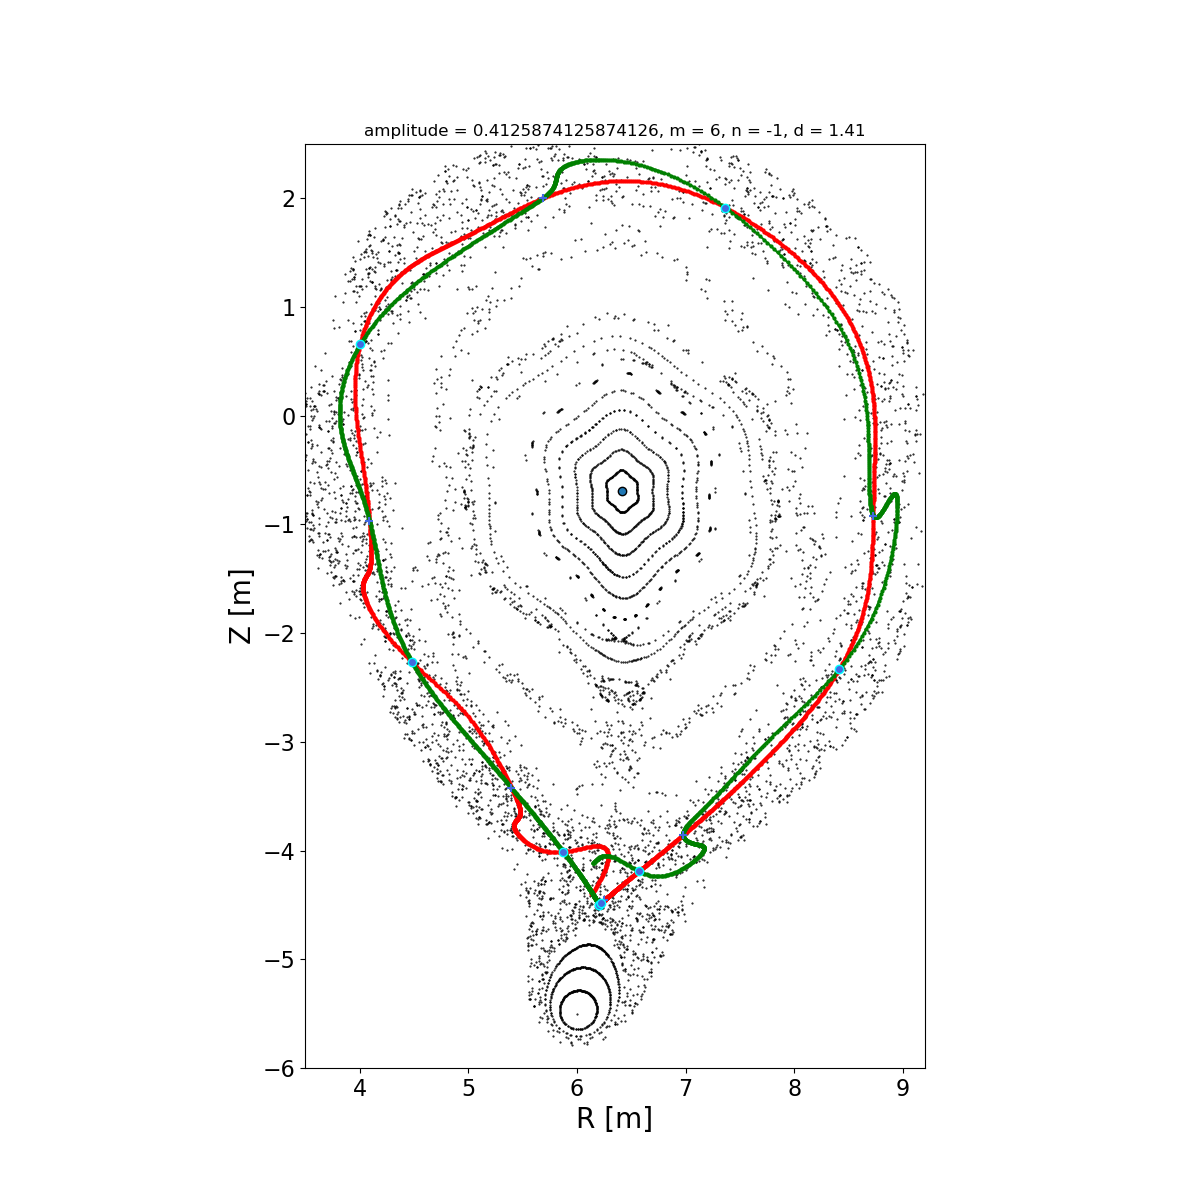 amplitude = 0.4125874125874126, m = 6, n = -1, d = 1.41
2
1
0
−1
−2
−3
−4
−5
−6
Z [m]
4 5 6 7 8 9
R [m]